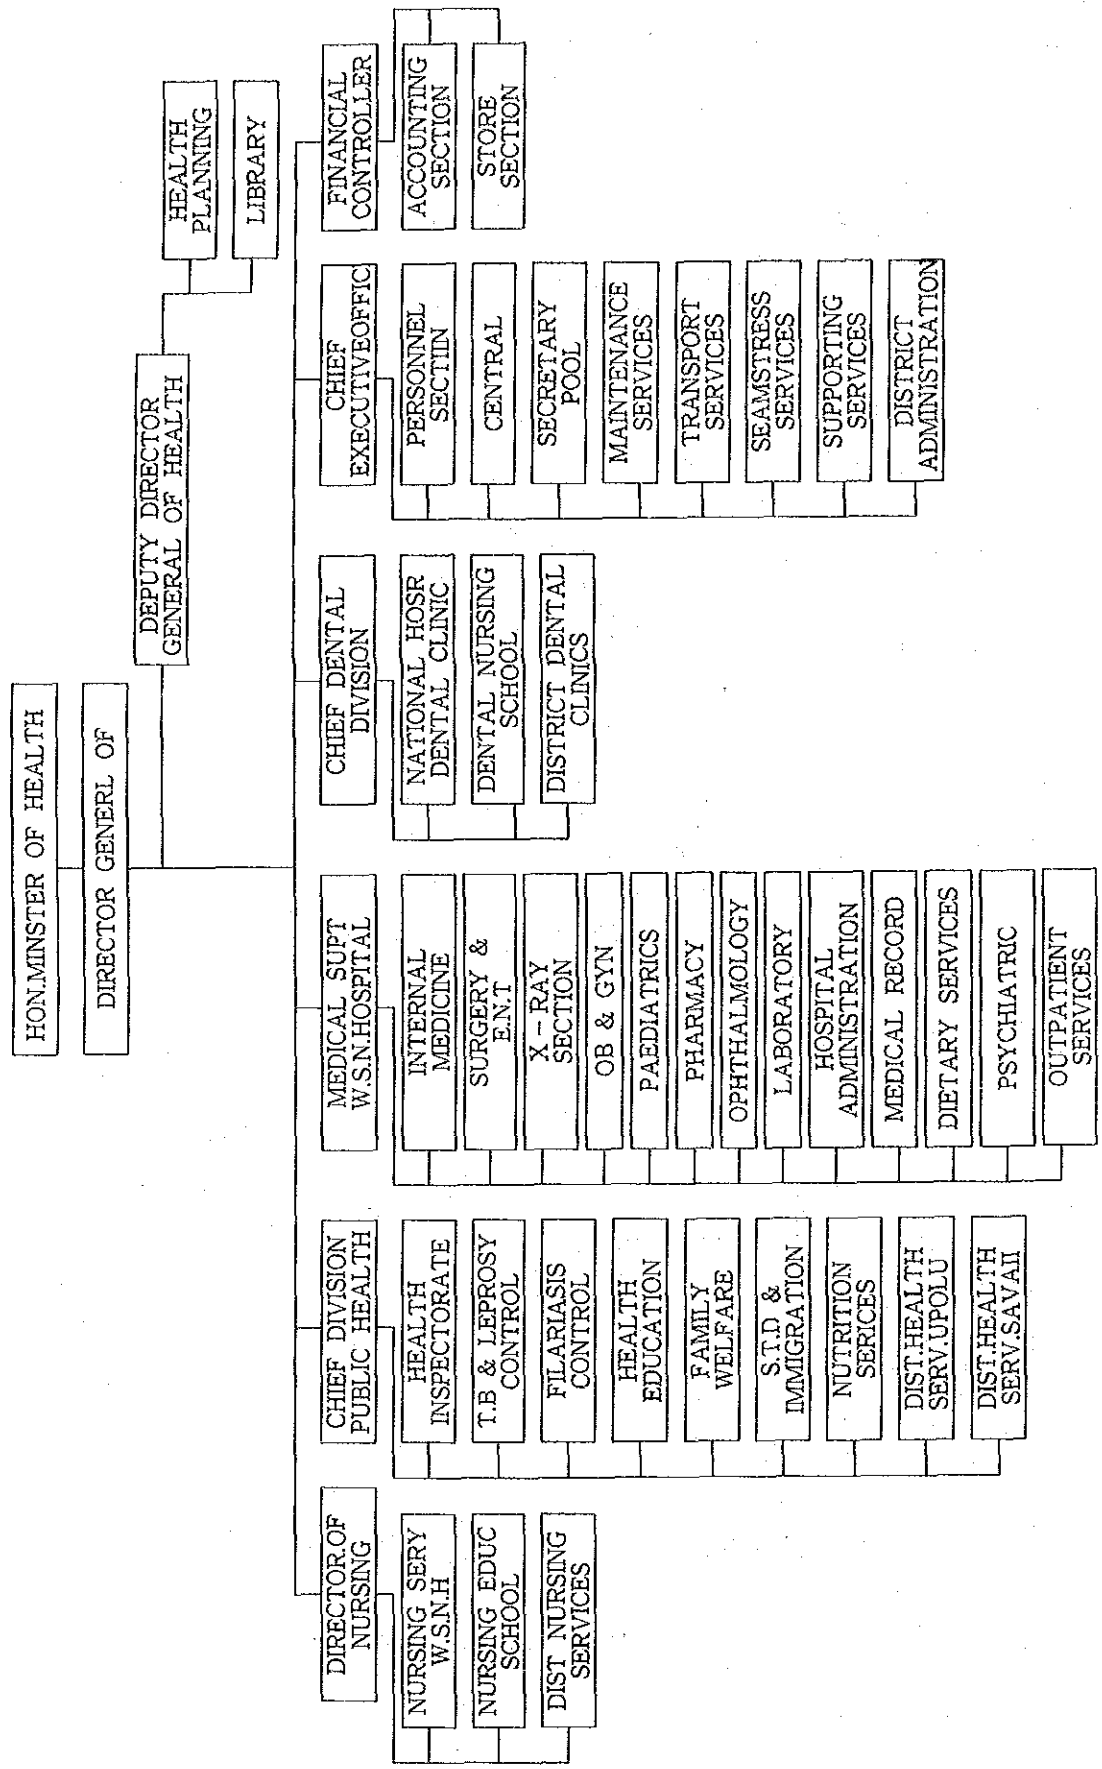 HON.MINSTER OF HEALTH
DIRECTOR GENERL OF
DEPUTY DIRECTOR
GENERAL OF HEALTH
HEALTH
PLANNING
LIBRARY
DIRECTOR.OF
NURSING
NURSING SERY
W.S.N.H
NURSING EDUC
SCHOOL
DIST NURSING
SERVICES
CHIEF DIVISION
PUBLIC HEALTH
HEALTH
INSPECTORATE
T.B & LEPROSY
CONTROL
FILARIASIS
CONTROL
HEALTH
EDUCATION
FAMILY
WELFARE
S.T.D &
IMMIGRATION
NUTRITION
SERICES
DIST.HEALTH
SERV.UPOLU
DIST.HEALTH
SERV.SAVAII
MEDICAL SUPT
W.S.N.HOSPITAL
INTERNAL
MEDICINE
SURGERY &
E.N.T
X - RAY
SECTION
OB & GYN
PAEDIATRICS
PHARMACY
OPHTHALMOLOGY
LABORATORY
HOSPITAL
ADMINISTRATION
MEDICAL RECORD
DIETARY SERVICES
PSYCHIATRIC
OUTPATIENT
SERVICES
CHIEF DENTAL
DIVISION
NATIONAL HOSR
DENTAL CLINIC
DENTAL NURSING
SCHOOL
DISTRICT DENTAL
CLINICS
CHIEF
EXECUTIVEOFFIC
PERSONNEL
SECTIIN
CENTRAL
SECRETARY
POOL
MAINTENANCE
SERVICES
TRANSPORT
SERVICES
SEAMSTRESS
SERVICES
SUPPORTING
SERVICES
DISTRICT
ADMINISTRATION
FINANCIAL
CONTROLLER
ACCOUNTING
SECTION
STORE
SECTION